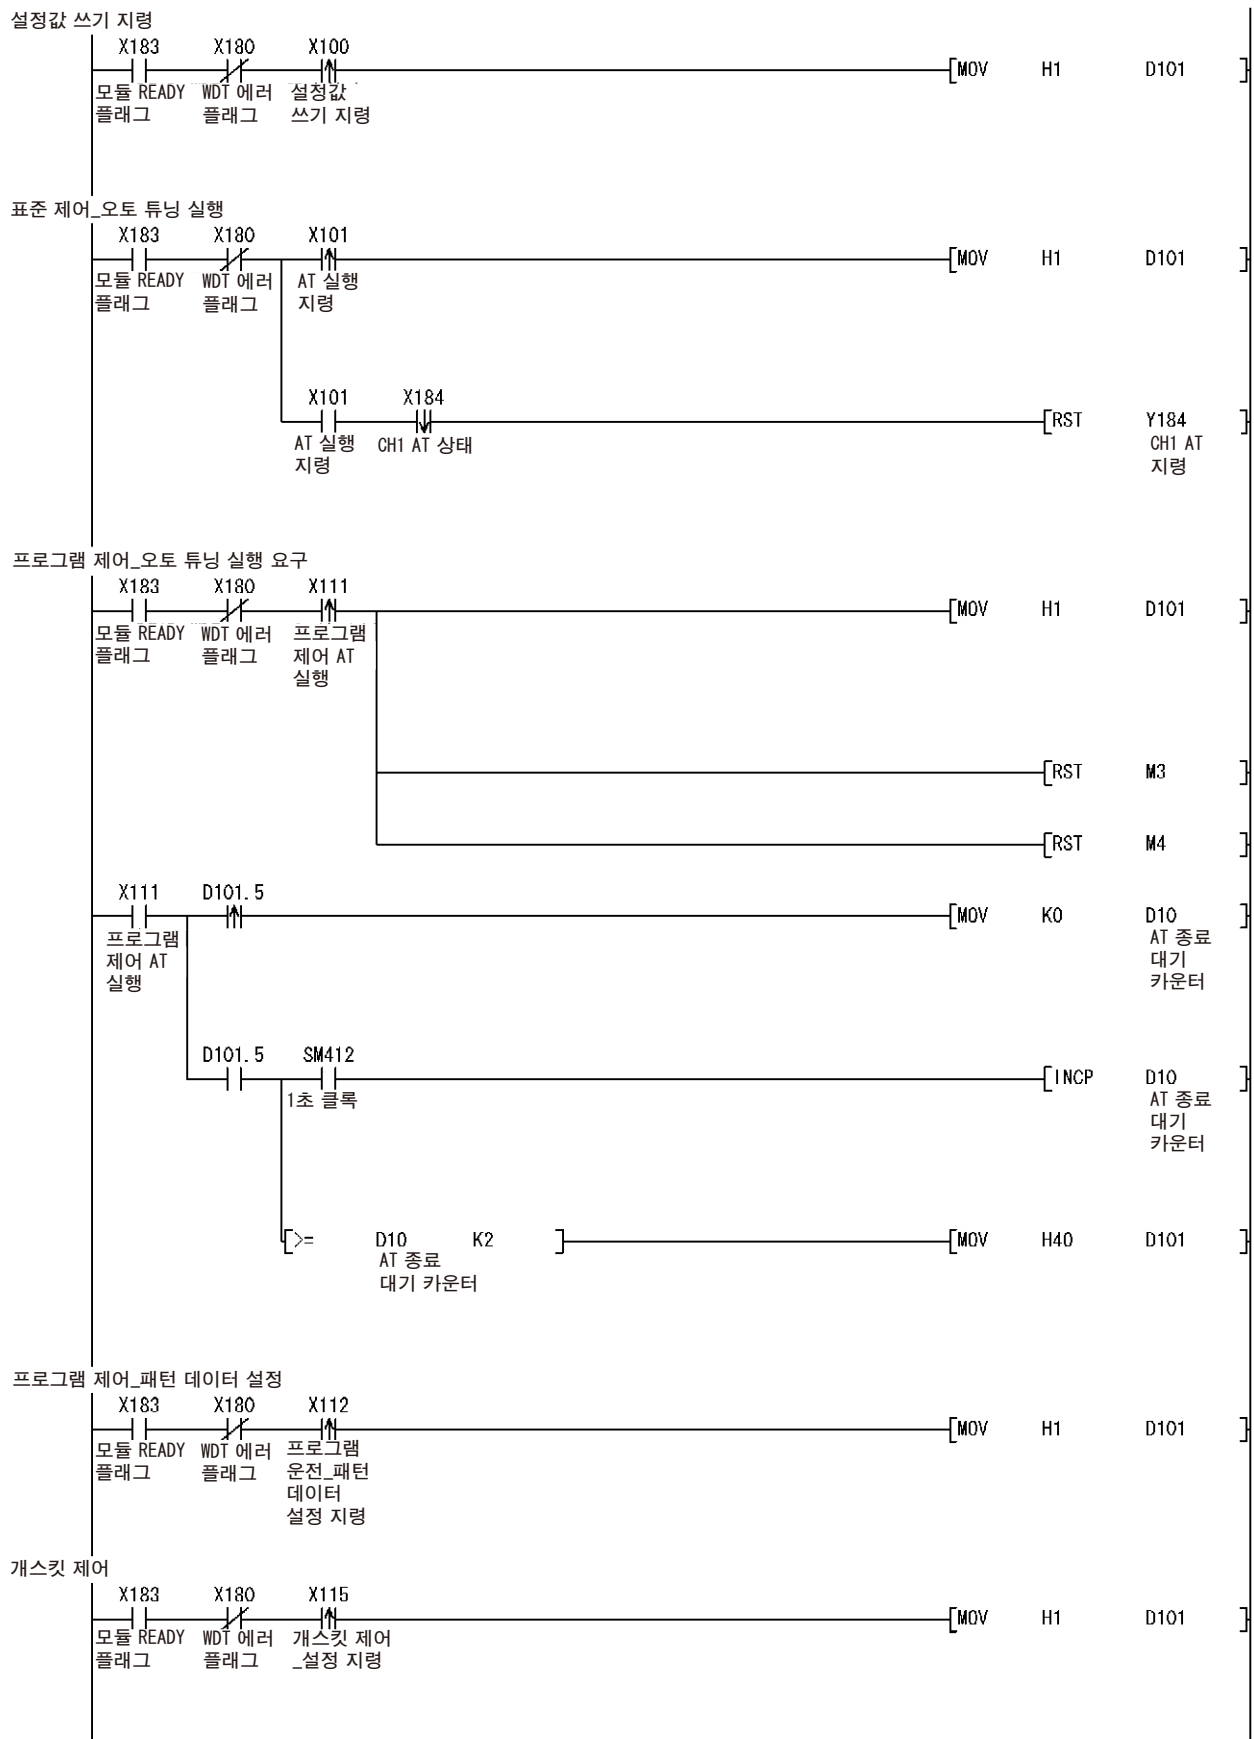 설정값 쓰기 지령
X183 X180 X100
[MOV H1 D101 ]
모듈 READY WDT 에러 설정값
플래그 플래그 쓰기 지령
표준 제어_오토 튜닝 실행
X183 X180 X101
[MOV H1 D101 ]
모듈 READY WDT 에러 AT 실행
플래그 플래그 지령
X101 X184
[RST Y184 ]
AT 실행 CH1 AT 상태 CH1 AT
지령 지령
프로그램 제어_오토 튜닝 실행 요구
X183 X180 X111
[MOV H1 D101 ]
모듈 READY WDT 에러 프로그램
플래그 플래그 제어 AT
실행
[RST M3 ]
[RST M4 ]
X111 D101.5
[MOV K0 D10 ]
프로그램 AT 종료
제어 AT 대기
실행 카운터
D101.5 SM412
[INCP D10 ]
1초 클록 AT 종료
대기
카운터
[>= D10 K2 ] [MOV H40 D101 ]
AT 종료
대기 카운터
프로그램 제어_패턴 데이터 설정
X183 X180 X112
[MOV H1 D101 ]
모듈 READY WDT 에러 프로그램
플래그 플래그 운전_패턴
데이터
설정 지령
개스킷 제어
X183 X180 X115
[MOV H1 D101 ]
모듈 READY WDT 에러 개스킷 제어
플래그 플래그 _설정 지령